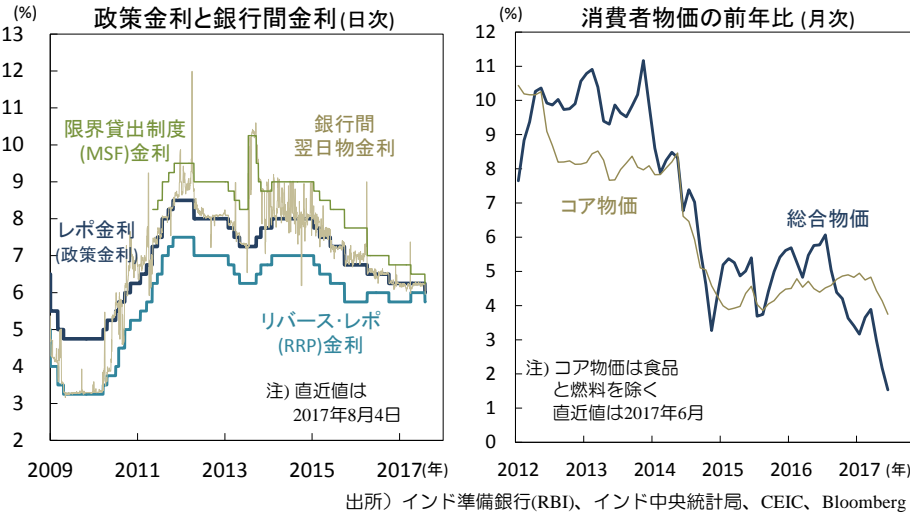 政策金利と銀行間金利(日次)
(%)
13
12
11
10
9
8
7
6
5
4
3
2
限界貸出制度
(MSF)金利
銀行間
翌日物金利
レポ金利
(政策金利)
リバース・レポ
(RRP)金利
注) 直近値は
2017年8月4日
2009
2011
2013
2015
2017(年)
消費者物価の前年比 (月次)
(%)
12
11
10
9
8
7
6
5
4
3
2
1
0
コア物価
総合物価
注) コア物価は食品
と燃料を除く
直近値は2017年6月
2012
2013
2014
2015
2016
2017
(年)
出所）インド準備銀行(RBI)、インド中央統計局、CEIC、Bloomberg